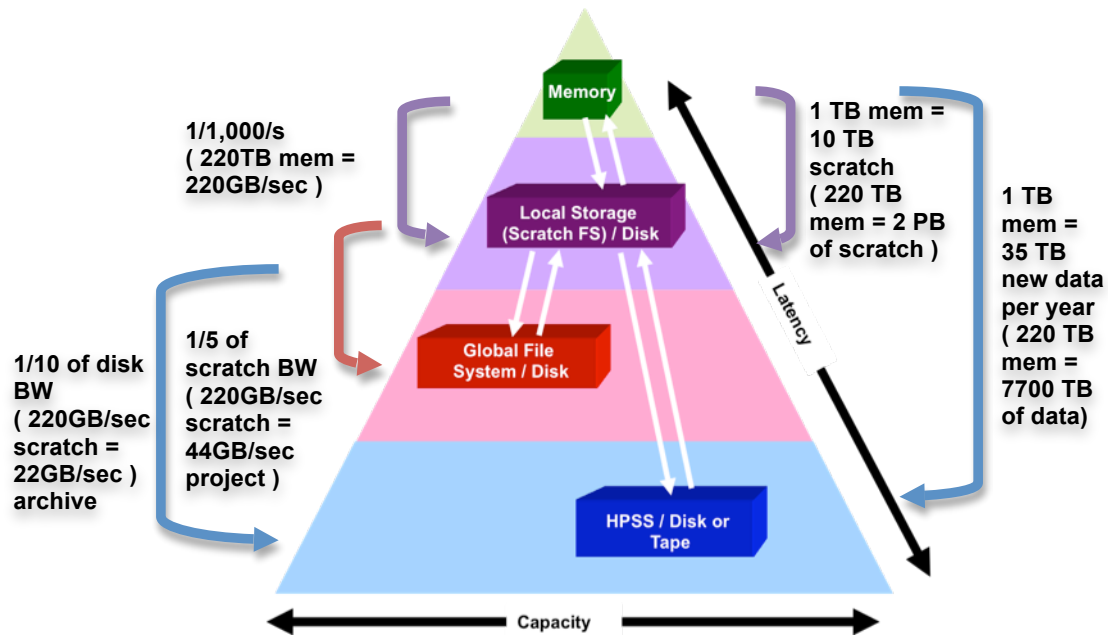 Memory
1/1,000/s
( 220TB mem =
220GB/sec )
1 TB mem =
10 TB
scratch
( 220 TB
mem = 2 PB
of scratch )
1 TB
mem =
35 TB
new data
per year
( 220 TB
mem =
7700 TB
of data)
Local Storage
(Scratch FS) / Disk
Latency
1/10 of disk
BW
( 220GB/sec
scratch =
22GB/sec )
archive
1/5 of
scratch BW
( 220GB/sec
scratch =
44GB/sec
project )
Global File
System / Disk
HPSS / Disk or
Tape
Capacity